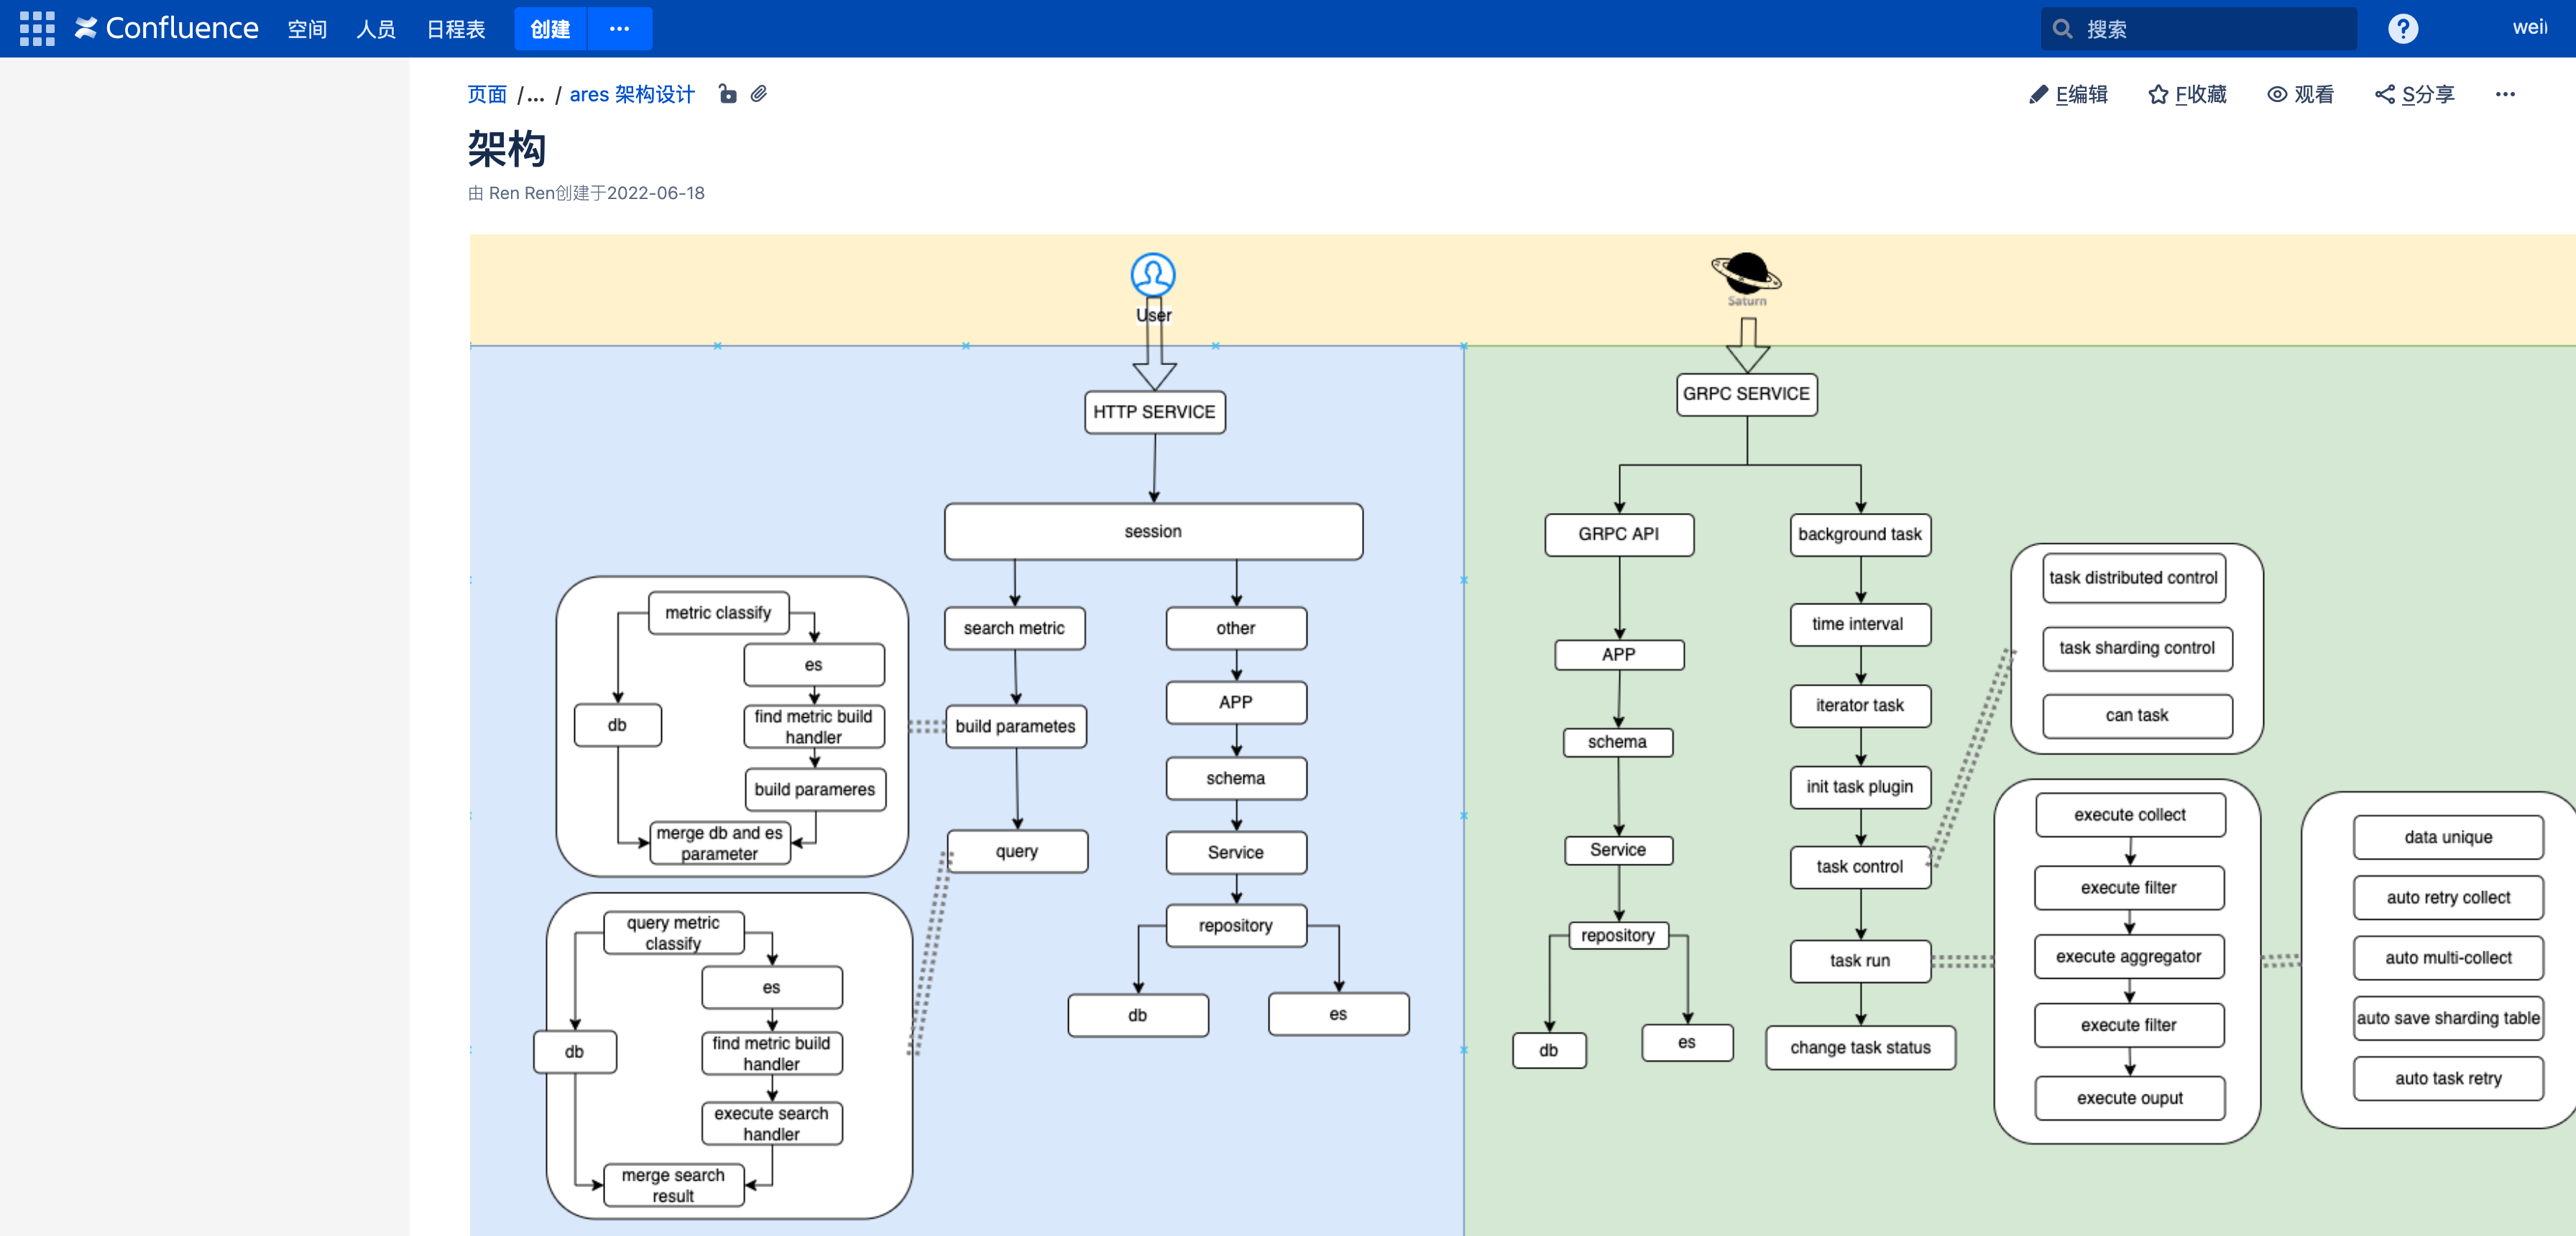 Confluence 空间 人员 日程表 创建 ··· 搜索 ? weil
页面 /... / ares 架构设计
E编辑 F收藏 观看 S分享 ···
架构
由 Ren Ren创建于2022-06-18
User
Saturn
HTTP SERVICE
session
search metric
build parametes
query
other
APP
schema
Service
repository
db
es
metric classify
es
db
find metric build
handler
build parameres
merge db and es
parameter
query metric
classify
es
db
find metric build
handler
execute search
handler
merge search
result
GRPC SERVICE
GRPC API
APP
schema
Service
repository
db
es
background task
time interval
iterator task
init task plugin
task control
task run
change task status
task distributed control
task sharding control
can task
execute collect
execute filter
execute aggregator
execute filter
execute ouput
data unique
auto retry collect
auto multi-collect
auto save sharding table
auto task retry